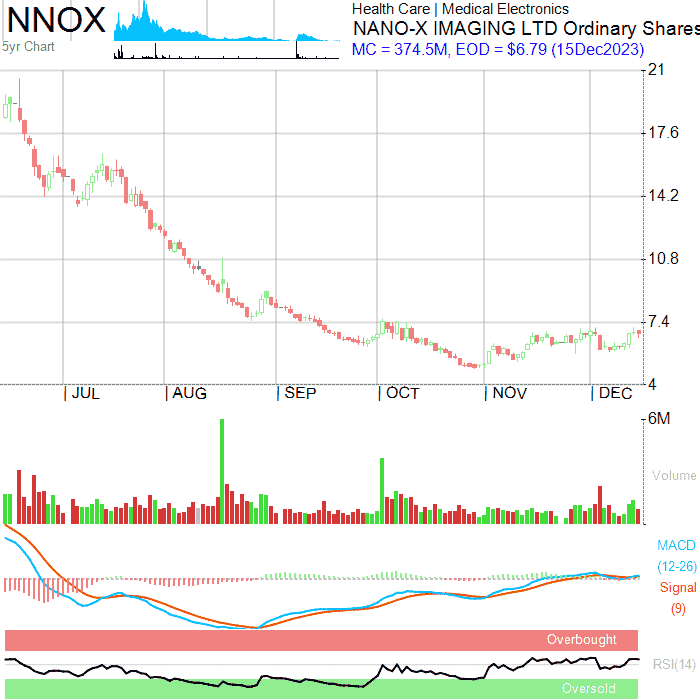 NNOX
5yr Chart
Health Care | Medical Electronics
NANO-X IMAGING LTD Ordinary Shares
MC = 374.5M, EOD = $6.79 (15Dec2023)
21
17.6
14.2
10.8
7.4
4
JUL AUG SEP OCT NOV DEC
6M
Volume
MACD
(12-26)
Signal
(9)
Overbought
RSI(14)
Oversold